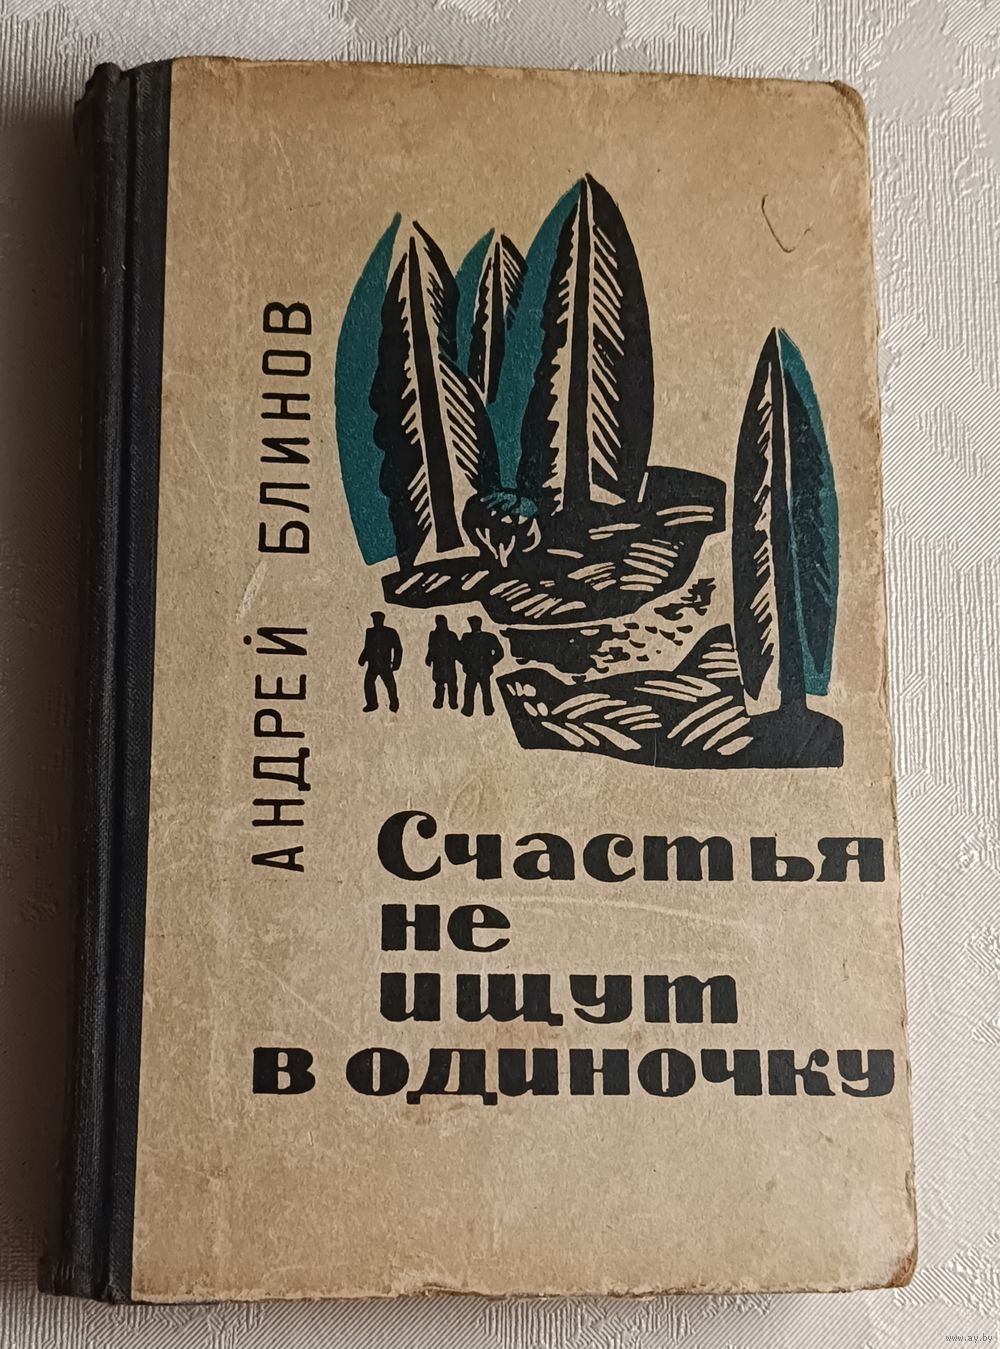 АНДРЕЙ БЛИНОВ
Счастья
не
ищут
в одиночку
www.ay.by